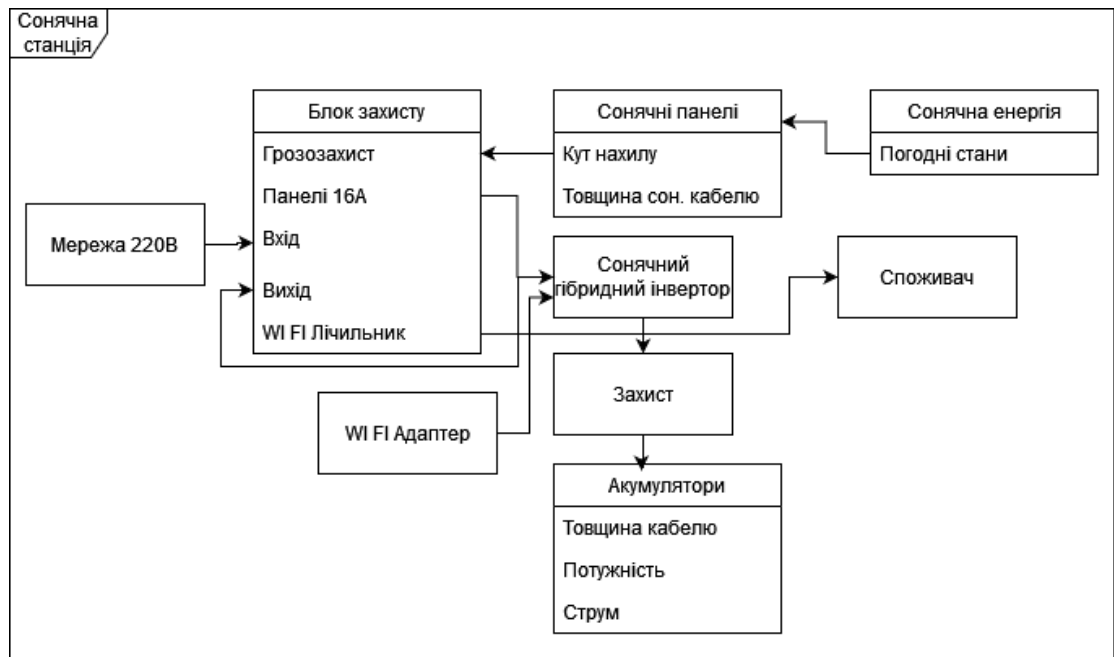 Сонячна
станція
Блок захисту
Грозозахист
Панелі 16А
Вхід
Вихід
WI FI Лічильник
Сонячні панелі
Кут нахилу
Товщина сон. кабелю
Сонячна енергія
Погодні стани
Мережа 220В
Сонячний
гібридний інвертор
Споживач
Захист
WI FI Адаптер
Акумулятори
Товщина кабелю
Потужність
Струм